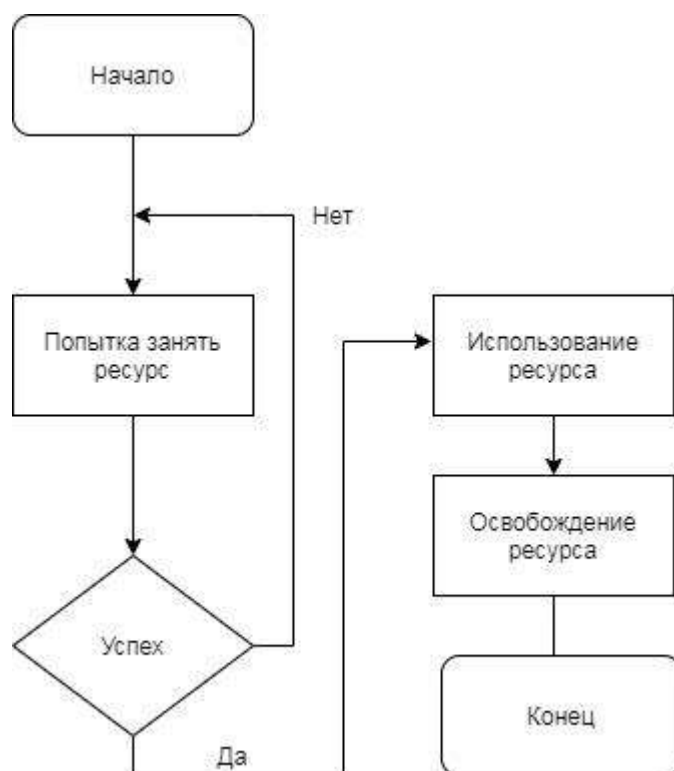 Начало
Нет
Попытка занять
ресурс
Успех
Да
Использование
ресурса
Освобождение
ресурса
Конец